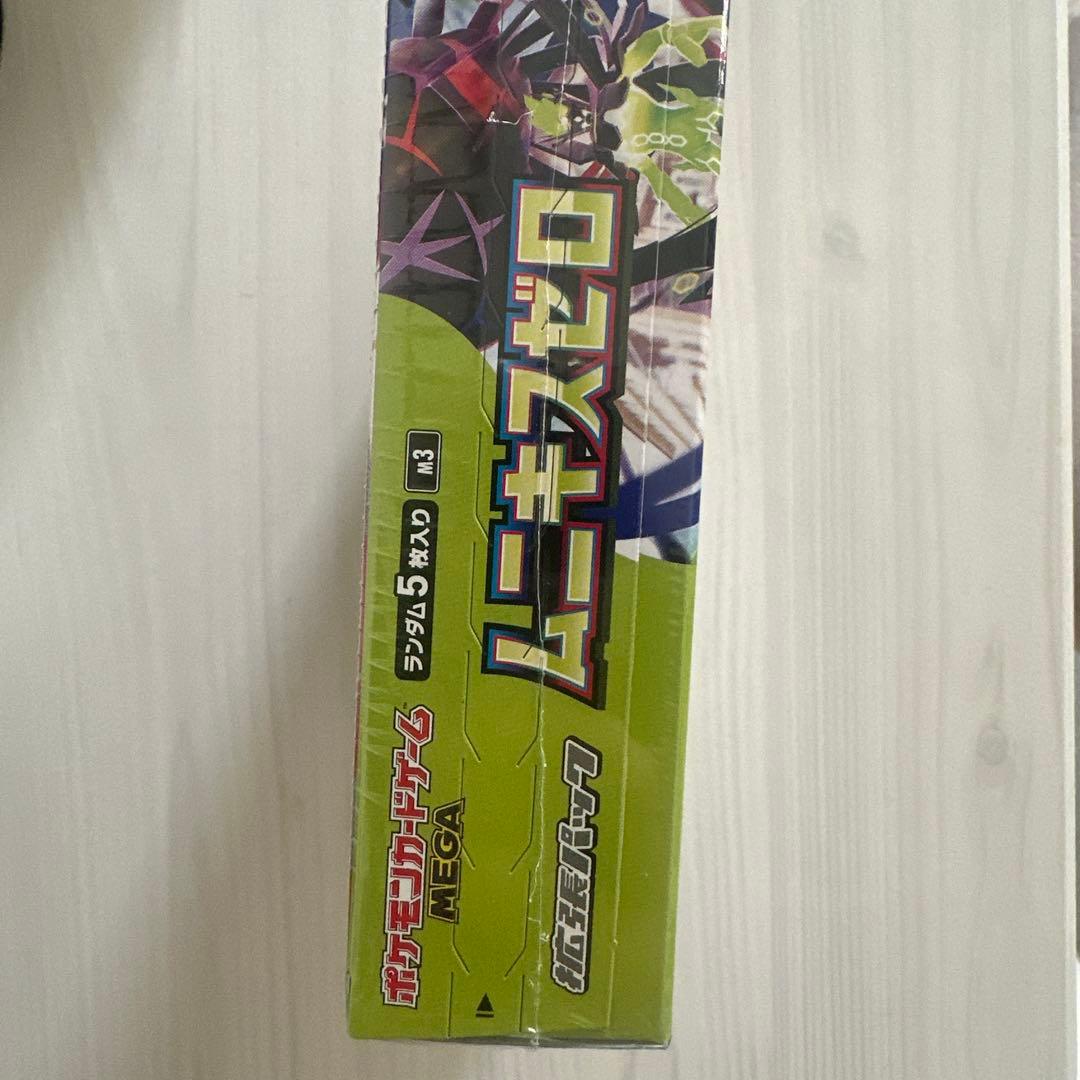 ポケモンカードゲーム
MEGA
ランダム5枚入り
M3
拡張パック
ムニキスゼロ